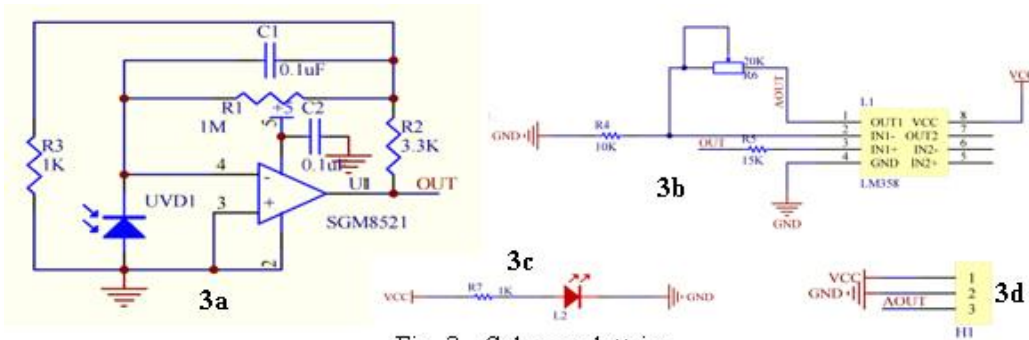 C1
0.1uF
R1
1M
+5
5
C2
0.1uF
R3
1K
R2
3.3K
4
-
3
+
2
UVD1
U1
OUT
SGM8521
3a
20K
R6
AOUT
VCC
L1
GND
R4
10K
1 OUT1 VCC 8
2 IN1- OUT2 7
3 IN1+ IN2- 6
4 GND IN2+ 5
OUT
R5
15K
LM358
3b
GND
3c
VCC
R7
1K
L2
GND
VCC
GND
AOUT
1
2
3
H1
3d